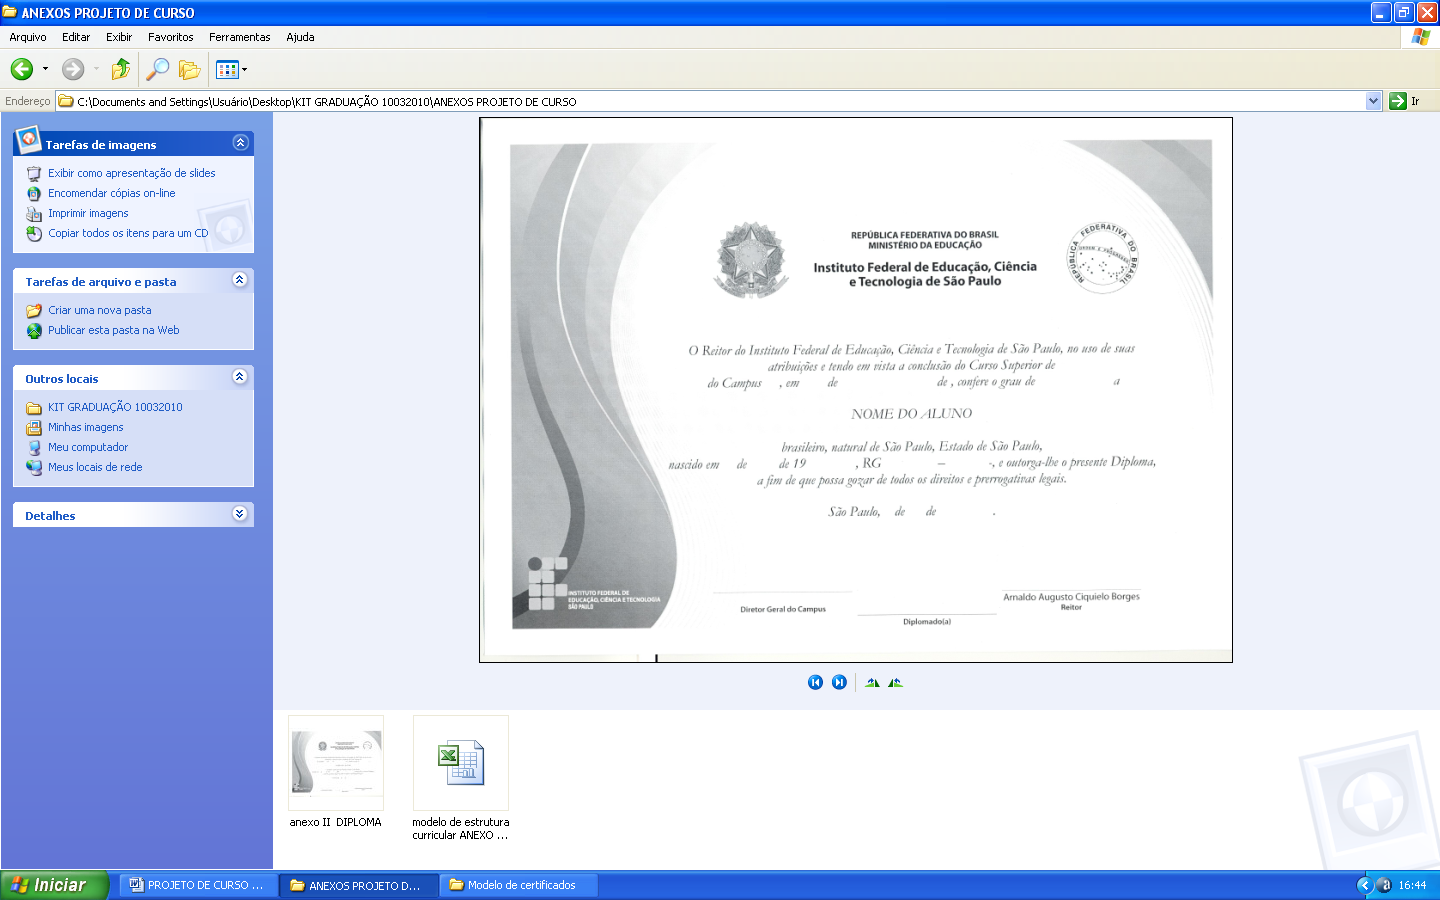 ANEXOS PROJETO DE CURSO
Arquivo Editar Exibir Favoritos Ferramentas Ajuda
Endereço C:\Documents and Settings\Usuário\Desktop\KIT GRADUAÇÃO 10032010\ANEXOS PROJETO DE CURSO Ir
Tarefas de imagens
Exibir como apresentação de slides
Encomendar cópias on-line
Imprimir imagens
Copiar todos os itens para um CD
Tarefas de arquivo e pasta
Criar uma nova pasta
Publicar esta pasta na Web
Outros locais
KIT GRADUAÇÃO 10032010
Minhas imagens
Meu computador
Meus locais de rede
Detalhes
REPÚBLICA FEDERATIVA DO BRASIL
MINISTÉRIO DA EDUCAÇÃO
Instituto Federal de Educação, Ciência
e Tecnologia de São Paulo
REPÚBLICA FEDERATIVA DO BRASIL
ORDEM E PROGRESSO
O Reitor do Instituto Federal de Educação, Ciência e Tecnologia de São Paulo, no uso de suas
atribuições e tendo em vista a conclusão do Curso Superior de
do Campus , em de de , confere o grau de a
NOME DO ALUNO
brasileiro, natural de São Paulo, Estado de São Paulo,
nascido em de de 19 , RG – -, e outorga-lhe o presente Diploma,
a fim de que possa gozar de todos os direitos e prerrogativas legais.
São Paulo, de de .
INSTITUTO FEDERAL DE
EDUCAÇÃO, CIÊNCIA E TECNOLOGIA
SÃO PAULO
Diretor Geral do Campus
Diplomado(a)
Arnaldo Augusto Ciquielo Borges
Reitor
anexo II DIPLOMA
modelo de estrutura
curricular ANEXO ...
Iniciar PROJETO DE CURSO ... ANEXOS PROJETO D... Modelo de certificados 16:44